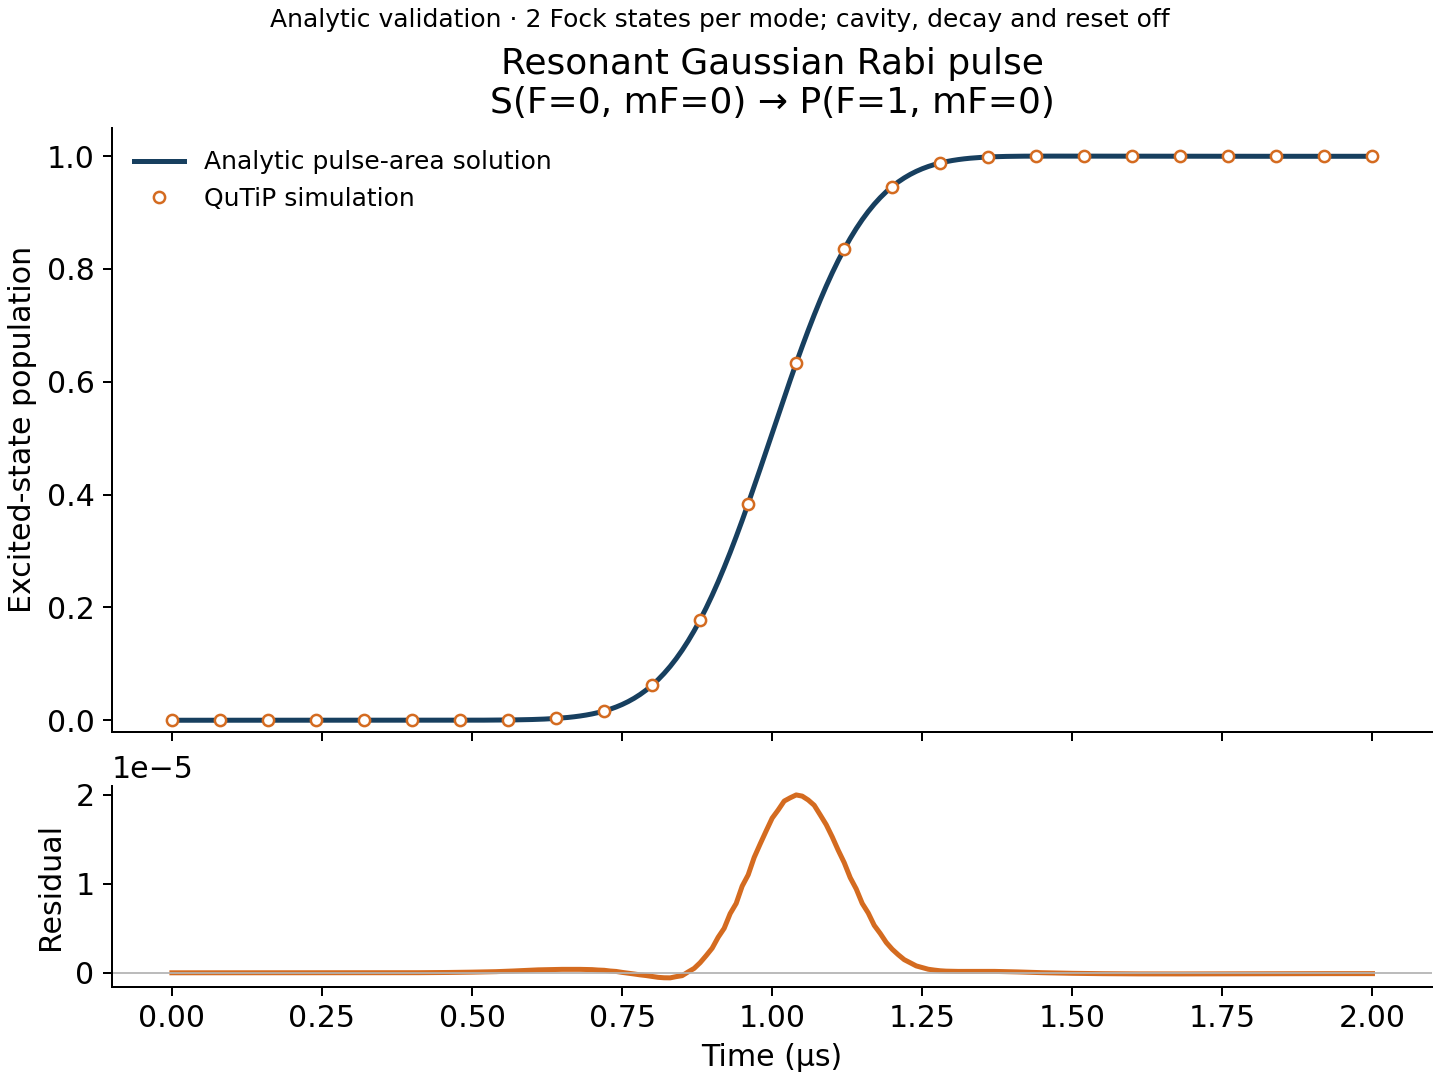 Analytic validation · 2 Fock states per mode; cavity, decay and reset off
Resonant Gaussian Rabi pulse
S(F=0, mF=0) → P(F=1, mF=0)
Analytic pulse-area solution
QuTiP simulation
Excited-state population
1.0
0.8
0.6
0.4
0.2
0.0
1e−5
Residual
2
1
0
0.00 0.25 0.50 0.75 1.00 1.25 1.50 1.75 2.00
Time (μs)